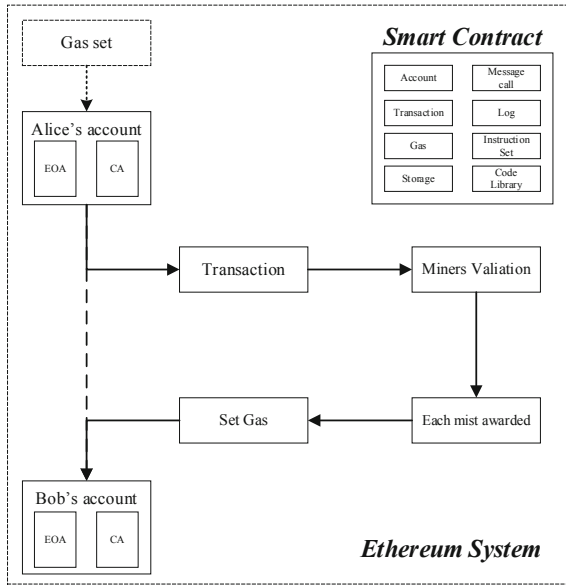 Gas set
Smart Contract
Account
Message
call
Transaction
Log
Gas
Instruction
Set
Storage
Code
Library
Alice's account
EOA
CA
Transaction
Miners Valiation
Set Gas
Each mist awarded
Bob's account
EOA
CA
Ethereum System